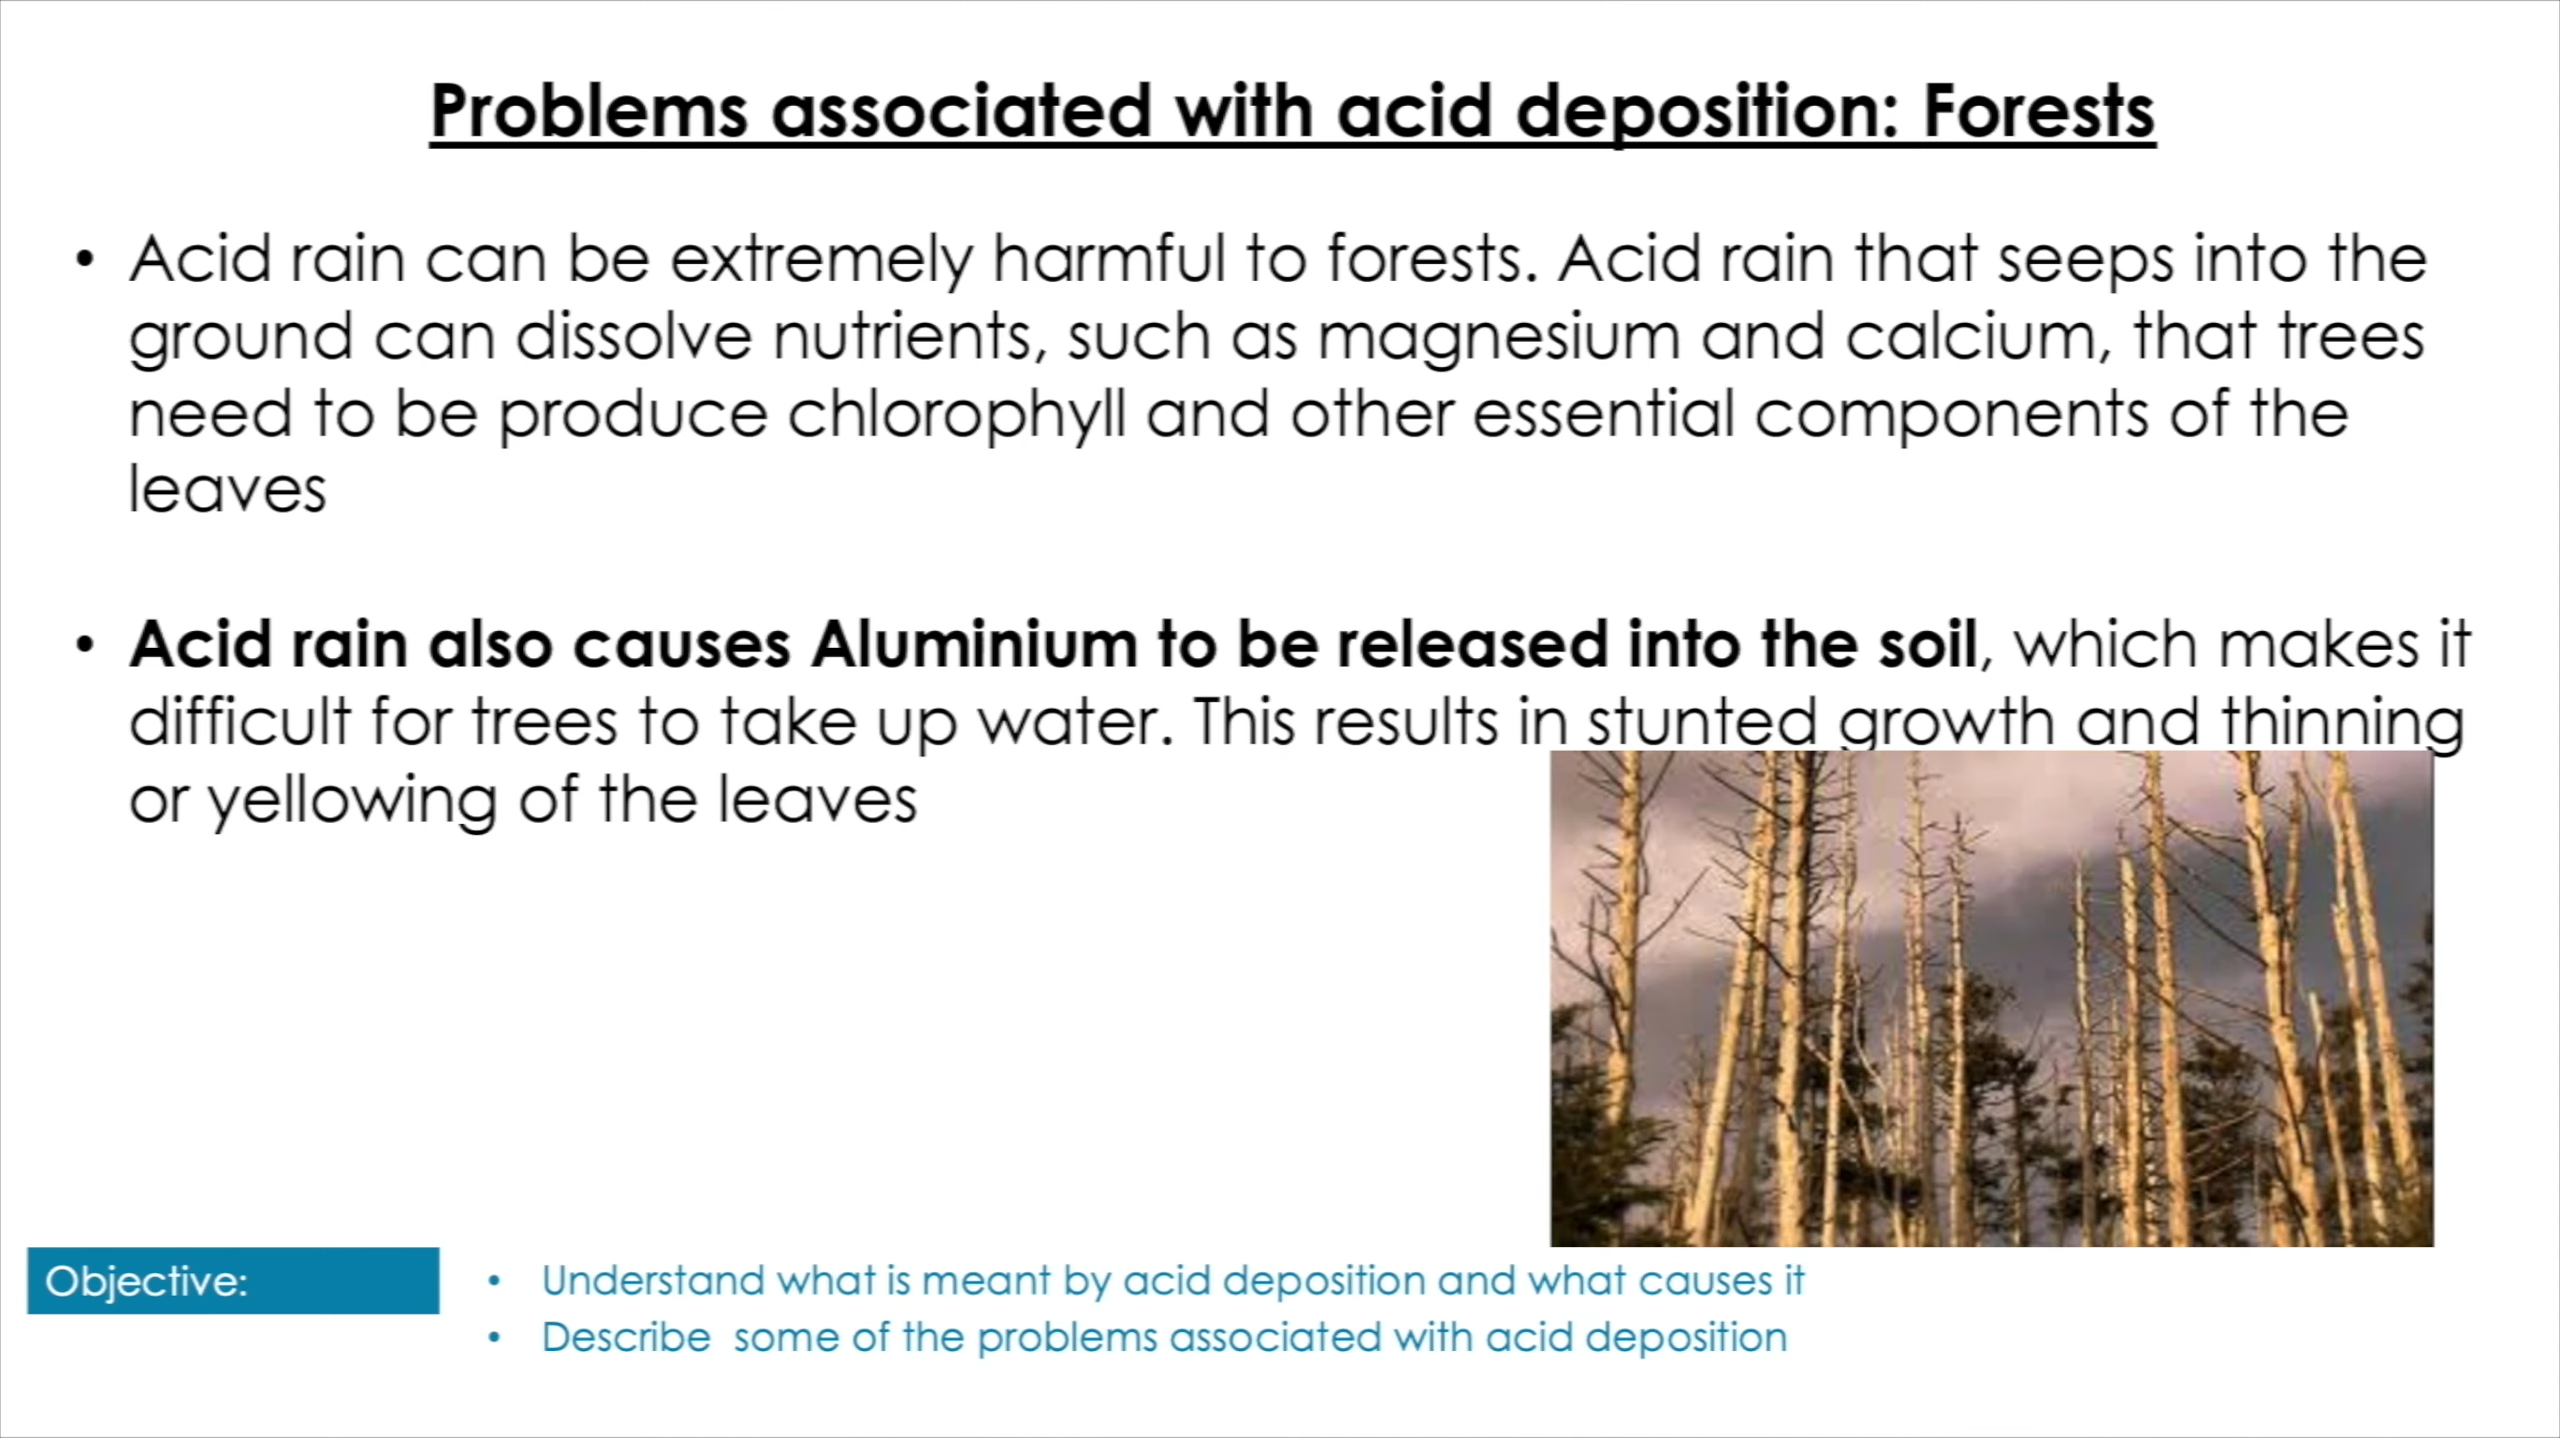 Problems associated with acid deposition: Forests
• Acid rain can be extremely harmful to forests. Acid rain that seeps into the
ground can dissolve nutrients, such as magnesium and calcium, that trees
need to be produce chlorophyll and other essential components of the
leaves
• Acid rain also causes Aluminium to be released into the soil, which makes it
difficult for trees to take up water. This results in stunted growth and thinning
or yellowing of the leaves
Objective:
• Understand what is meant by acid deposition and what causes it
• Describe  some of the problems associated with acid deposition